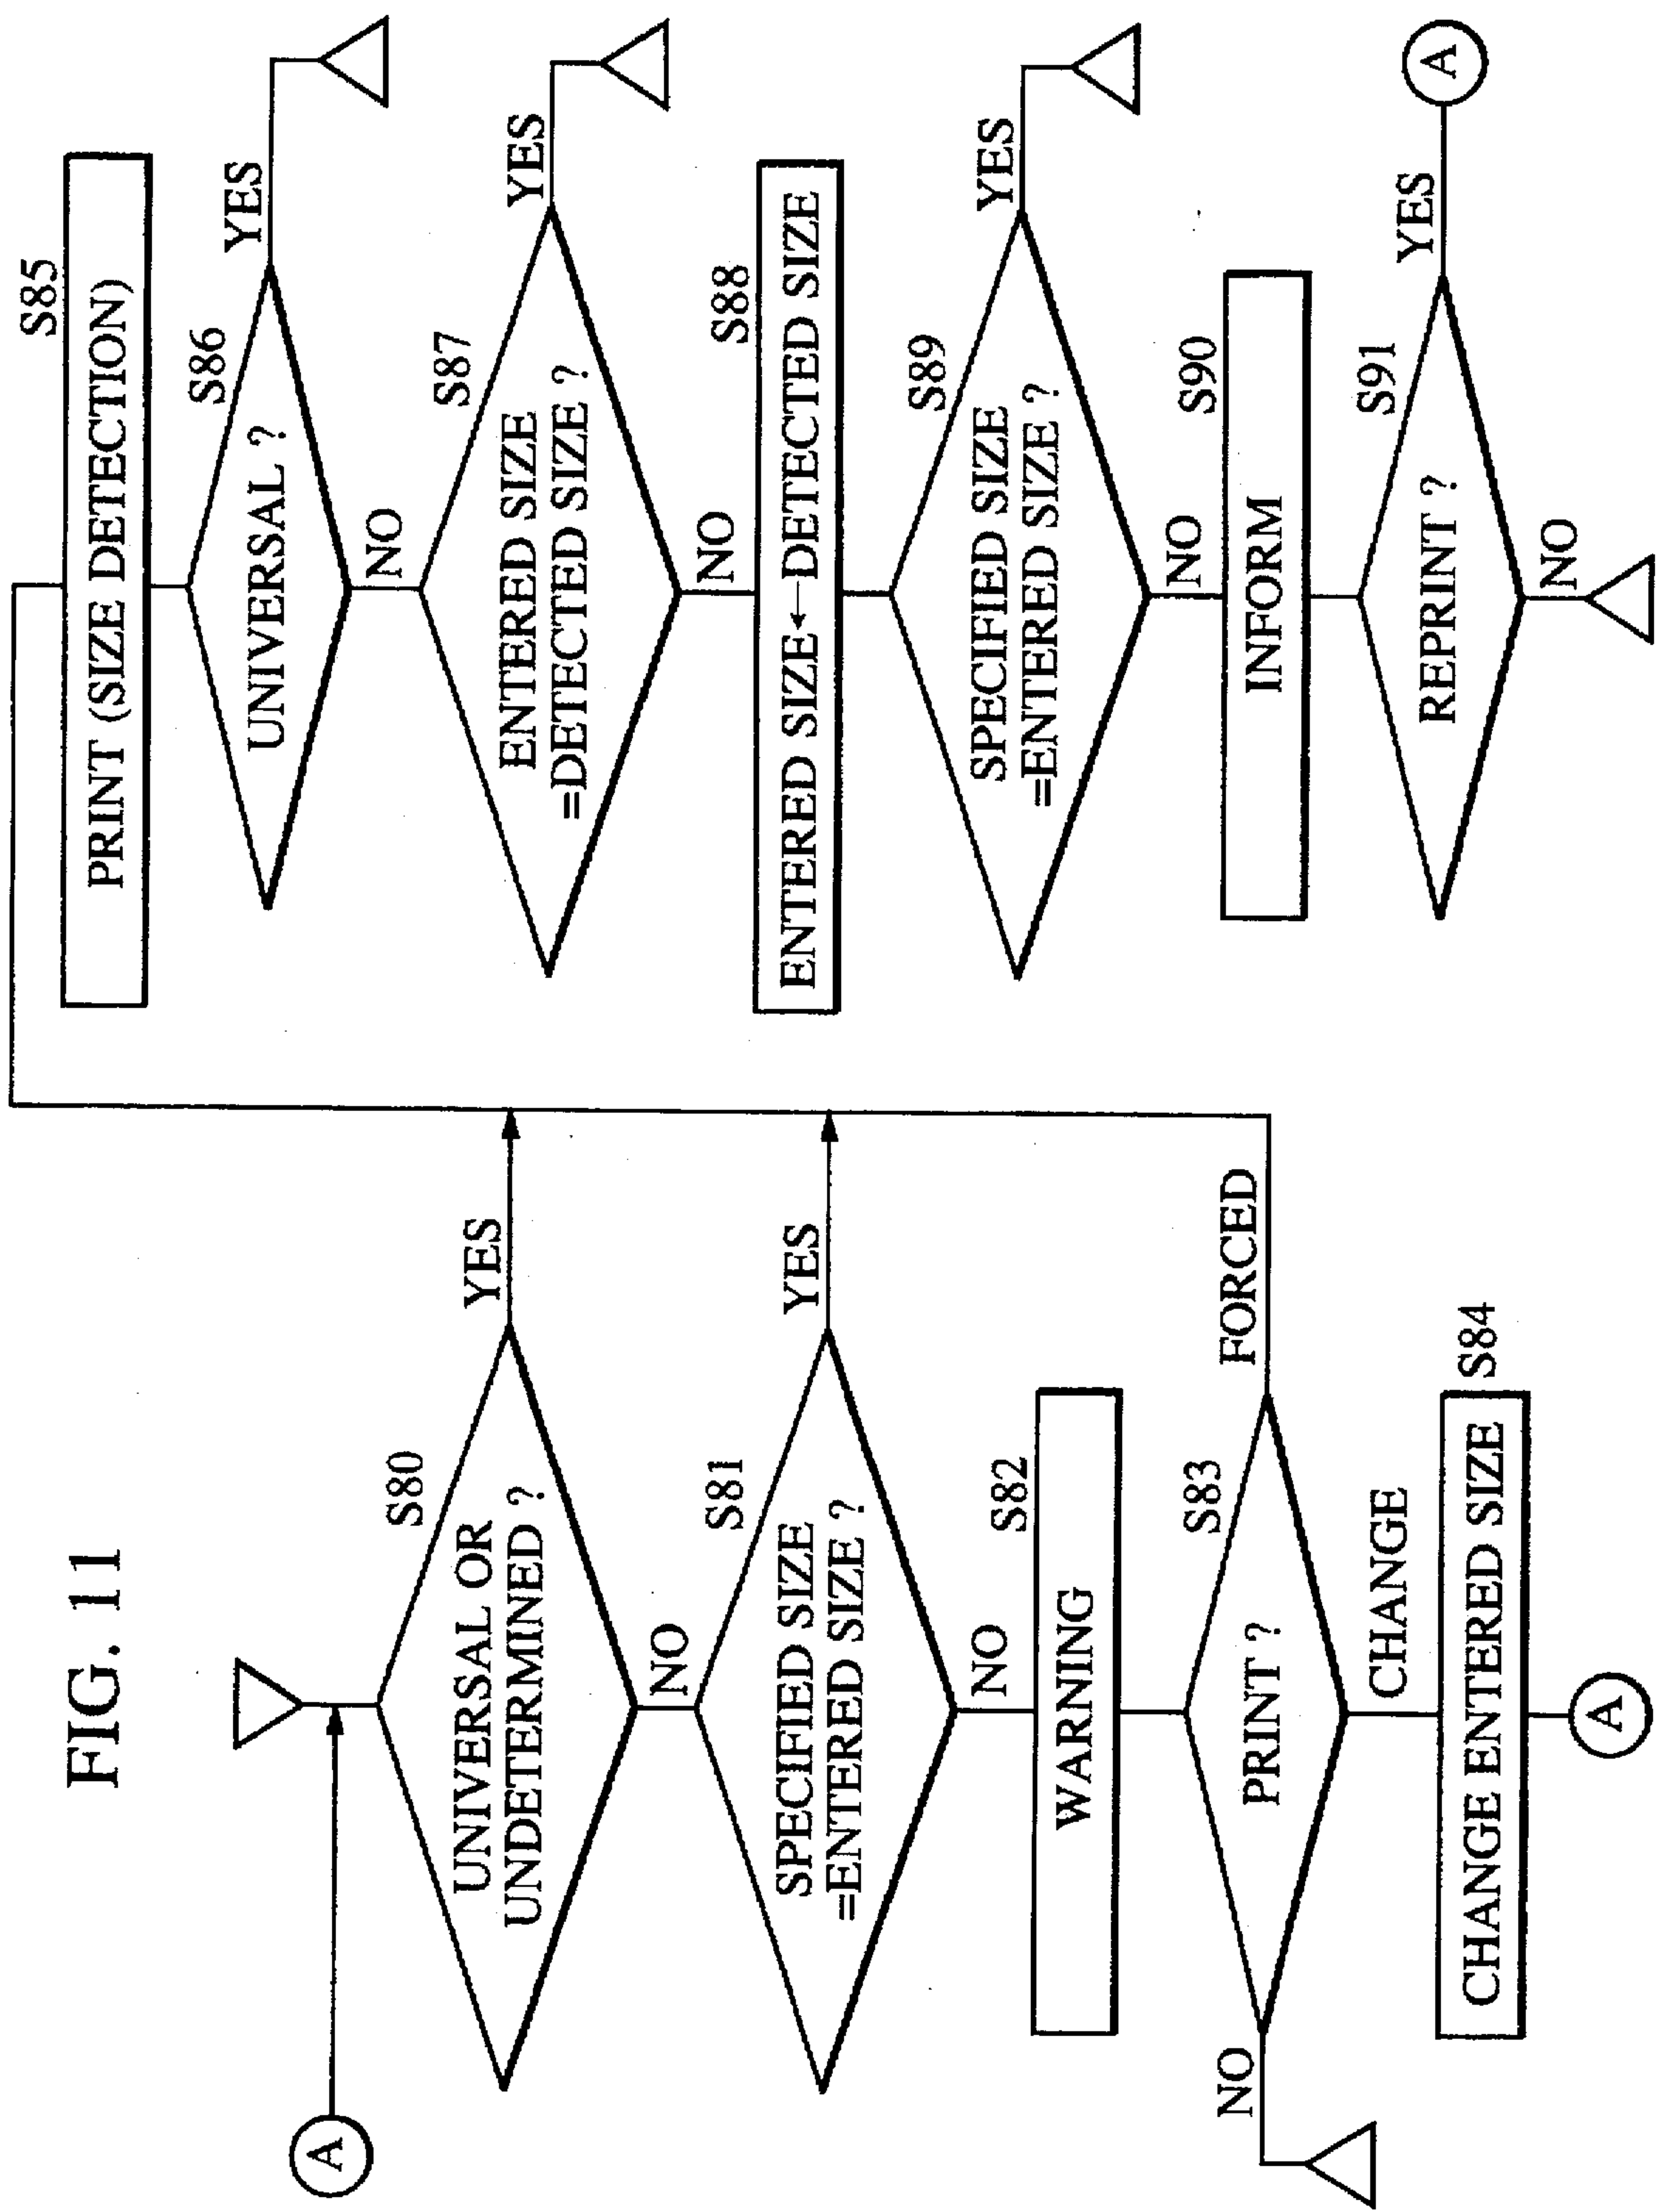 FIG. 11
A
S80
UNIVERSAL OR
UNDETERMINED ?
YES
NO
S81
SPECIFIED SIZE
=ENTERED SIZE ?
YES
NO
S82
WARNING
S83
PRINT ?
NO
FORCED
CHANGE
S84
CHANGE ENTERED SIZE
A
S85
PRINT (SIZE DETECTION)
S86
UNIVERSAL ?
YES
NO
S87
ENTERED SIZE
=DETECTED SIZE ?
YES
NO
S88
ENTERED SIZE←DETECTED SIZE
S89
SPECIFIED SIZE
=ENTERED SIZE ?
YES
NO
S90
INFORM
S91
REPRINT ?
YES
A
NO